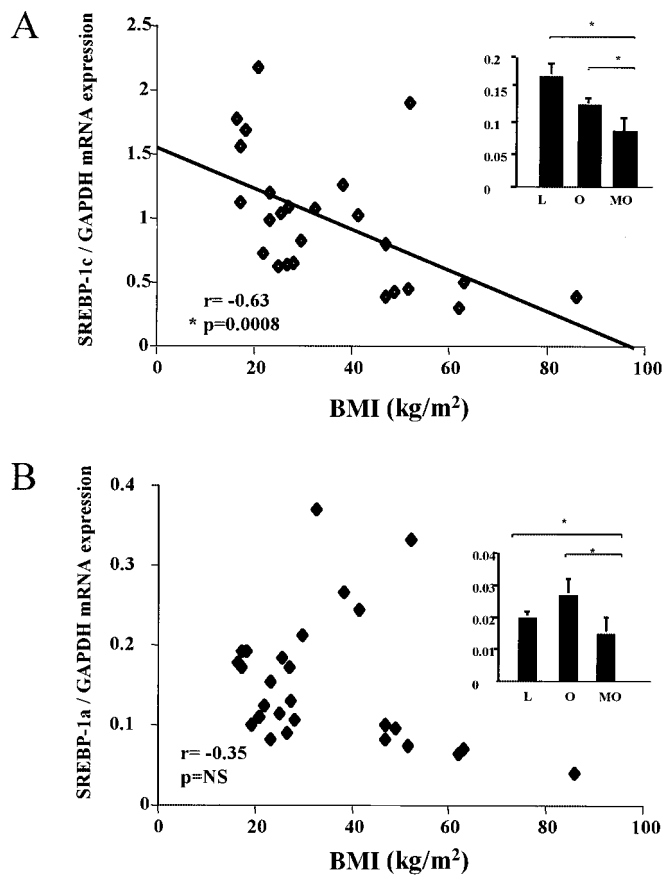 A
SREBP-1c / GAPDH mRNA expression
2.5
2
1.5
1
0.5
0
0 20 40 60 80 100
BMI (kg/m²)
r= -0.63
* p=0.0008
*
*
0.2
0.15
0.1
0.05
0
L O MO
B
SREBP-1a / GAPDH mRNA expression
0.4
0.3
0.2
0.1
0
0 20 40 60 80 100
BMI (kg/m²)
r= -0.35
p=NS
*
*
0.04
0.03
0.02
0.01
0
L O MO